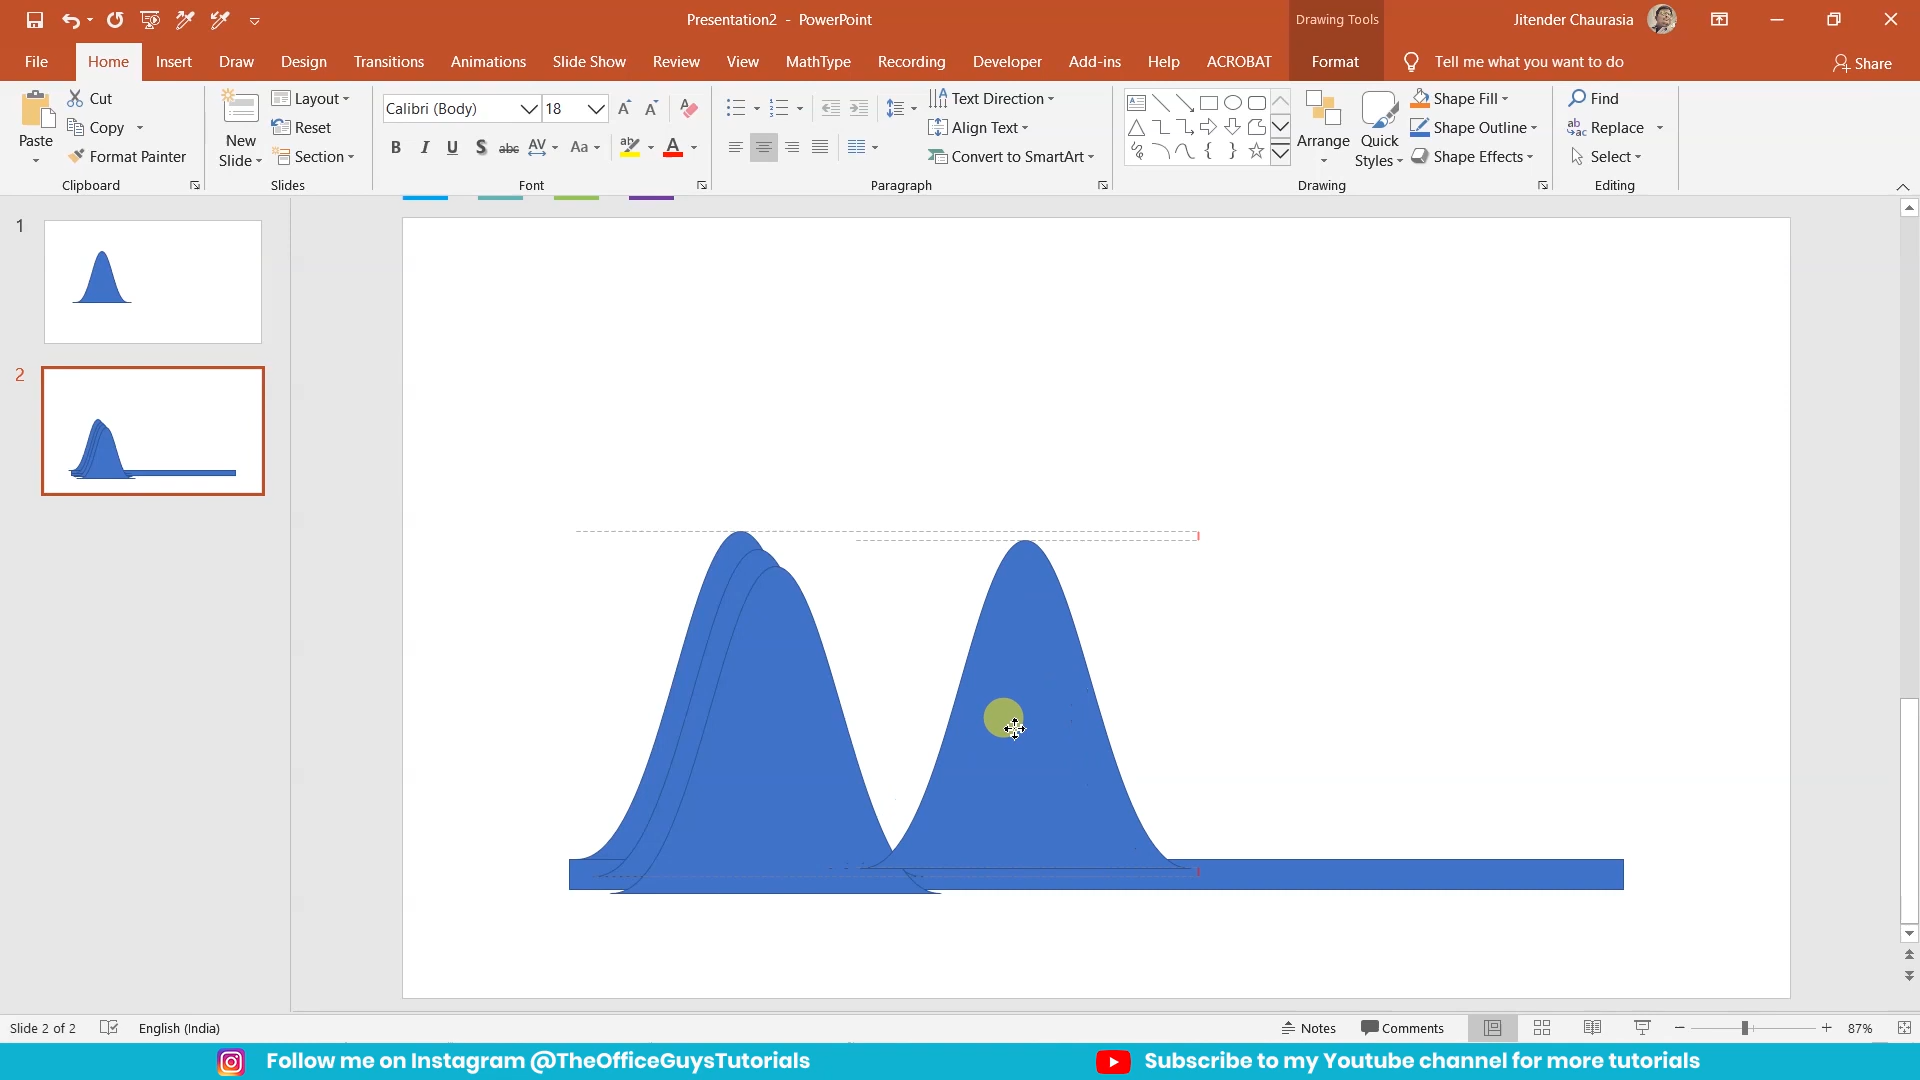 Presentation2 - PowerPoint
Drawing Tools
Jitender Chaurasia
File Home Insert Draw Design Transitions Animations Slide Show Review View MathType Recording Developer Add-ins Help ACROBAT Format Tell me what you want to do Share
Paste
Cut
Copy
Format Painter
Clipboard
New Slide
Layout
Reset
Section
Slides
Calibri (Body) 18
B I U S abc AV Aa A
Font
Text Direction
Align Text
Convert to SmartArt
Paragraph
Arrange
Quick Styles
Shape Fill
Shape Outline
Shape Effects
Drawing
Find
Replace
Select
Editing
1
2
Slide 2 of 2 English (India) Notes Comments 87%
Follow me on Instagram @TheOfficeGuysTutorials
Subscribe to my Youtube channel for more tutorials